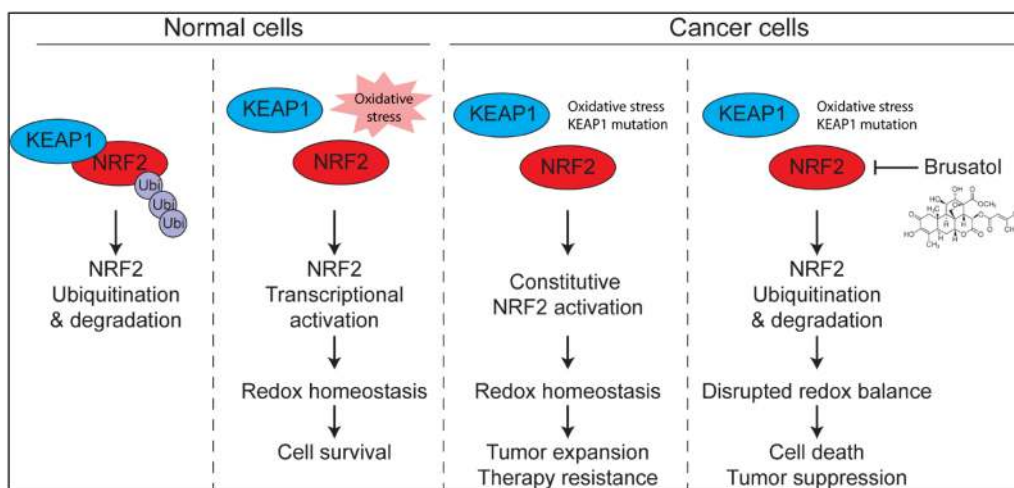 Normal cells
Cancer cells
KEAP1
NRF2
Ubi
Ubi
Ubi
NRF2
Ubiquitination
& degradation
KEAP1
Oxidative
stress
NRF2
NRF2
Transcriptional
activation
Redox homeostasis
Cell survival
KEAP1
Oxidative stress
KEAP1 mutation
NRF2
Constitutive
NRF2 activation
Redox homeostasis
Tumor expansion
Therapy resistance
KEAP1
Oxidative stress
KEAP1 mutation
NRF2
Brusatol
NRF2
Ubiquitination
& degradation
Disrupted redox balance
Cell death
Tumor suppression